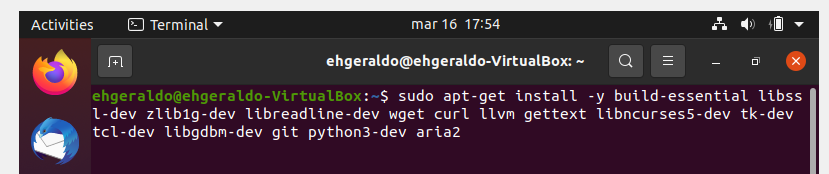 Activities
Terminal
mar 16 17:54
ehgeraldo@ehgeraldo-VirtualBox: ~
ehgeraldo@ehgeraldo-VirtualBox:~$ sudo apt-get install -y build-essential libss
l-dev zlib1g-dev libreadline-dev wget curl llvm gettext libncurses5-dev tk-dev
tcl-dev libgdbm-dev git python3-dev aria2